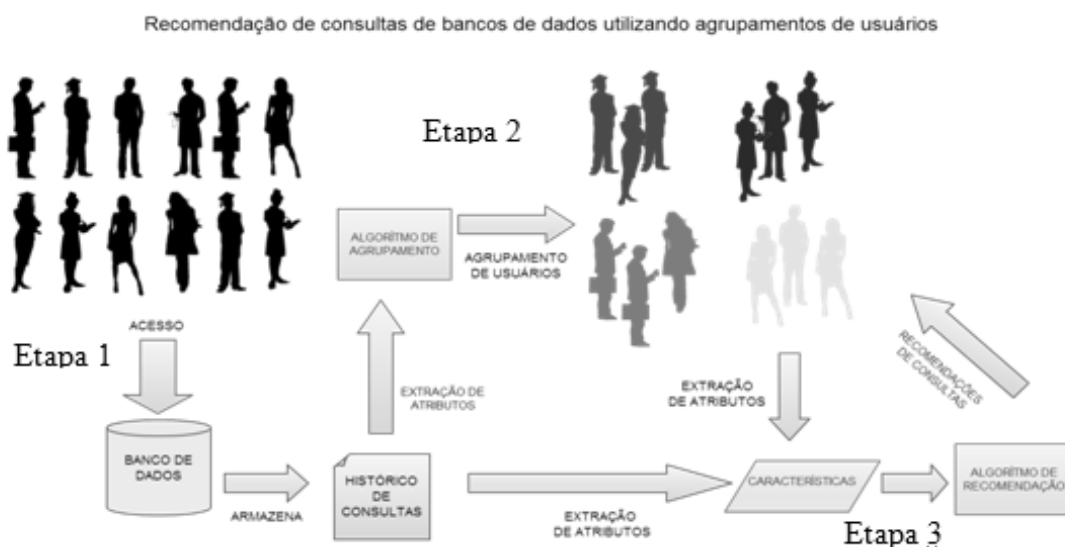 Recomendação de consultas de bancos de dados utilizando agrupamentos de usuários
Etapa 2
ALGORÍTMO DE
AGRUPAMENTO
AGRUPAMENTO
DE USUÁRIOS
ACESSO
Etapa 1
EXTRAÇÃO DE
ATRIBUTOS
EXTRAÇÃO
DE ATRIBUTOS
RECOMENDAÇÕES
DE CONSULTAS
BANCO DE
DADOS
ARMAZENA
HISTÓRICO
DE
CONSULTAS
EXTRAÇÃO
DE ATRIBUTOS
CARACTERÍSTICAS
ALGORÍTMO DE
RECOMENDAÇÃO
Etapa 3